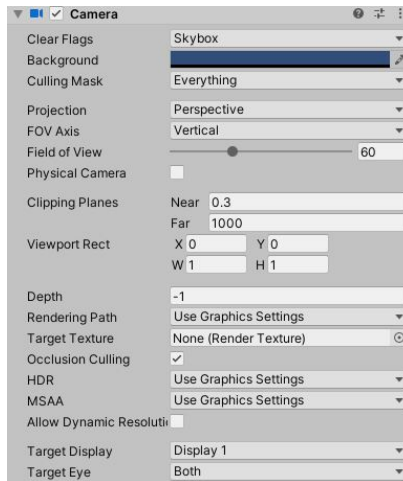 Camera
Clear Flags Skybox
Background
Culling Mask Everything
Projection Perspective
FOV Axis Vertical
Field of View 60
Physical Camera
Clipping Planes Near 0.3
Far 1000
Viewport Rect X 0 Y 0
W 1 H 1
Depth -1
Rendering Path Use Graphics Settings
Target Texture None (Render Texture)
Occlusion Culling
HDR Use Graphics Settings
MSAA Use Graphics Settings
Allow Dynamic Resoluti
Target Display Display 1
Target Eye Both